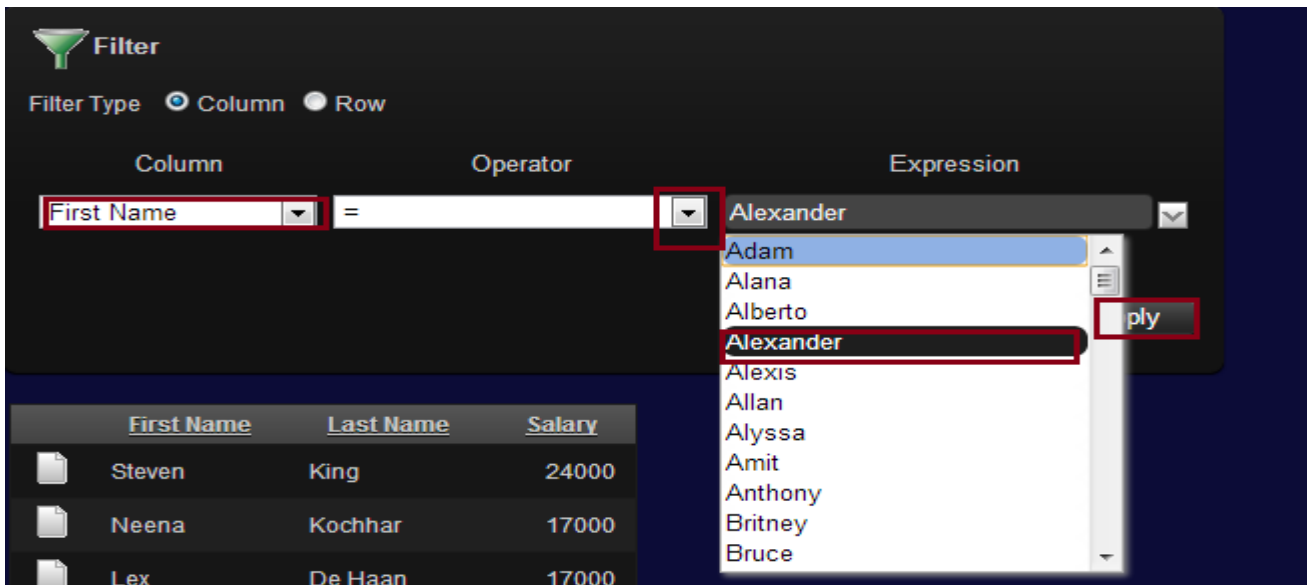 Filter
Filter Type Column Row
Column Operator Expression
First Name = Alexander
Adam
Alana
Alberto
Alexander
Alexis
Allan
Alyssa
Amit
Anthony
Britney
Bruce
ply
First Name Last Name Salary
Steven King 24000
Neena Kochhar 17000
Lex De Haan 17000